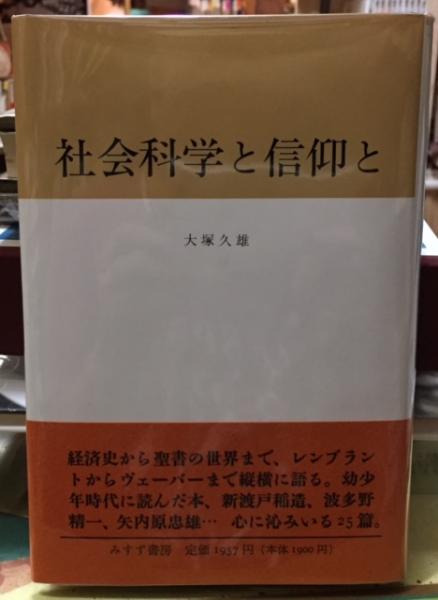 社会科学と信仰と
大塚久雄
経済史から聖書の世界まで、レンブラン
トからヴェーバーまで縦横に語る。幼少
年時代に読んだ本、新渡戸稲造、波多野
精一、矢内原忠雄… 心に沁みいる25篇。
みすず書房 定価 1957円(本体 1900円)